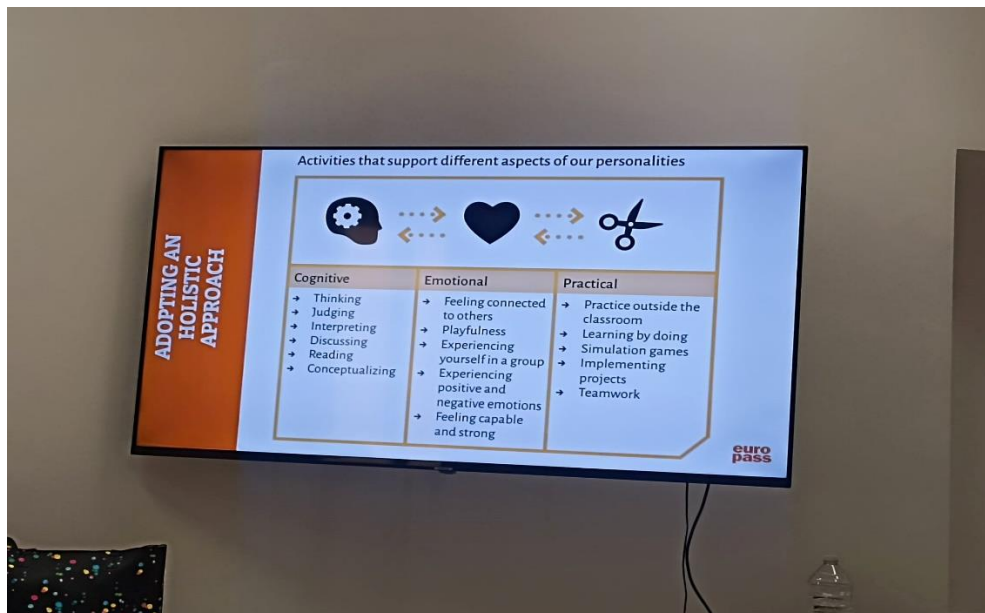 ADOPTING AN
HOLISTIC
APPROACH
Activities that support different aspects of our personalities
Cognitive
→ Thinking
→ Judging
→ Interpreting
→ Discussing
→ Reading
→ Conceptualizing
Emotional
→ Feeling connected
to others
→ Playfulness
→ Experiencing
yourself in a group
→ Experiencing
positive and
negative emotions
→ Feeling capable
and strong
Practical
→ Practice outside the
classroom
→ Learning by doing
→ Simulation games
→ Implementing
projects
→ Teamwork
euro
pass